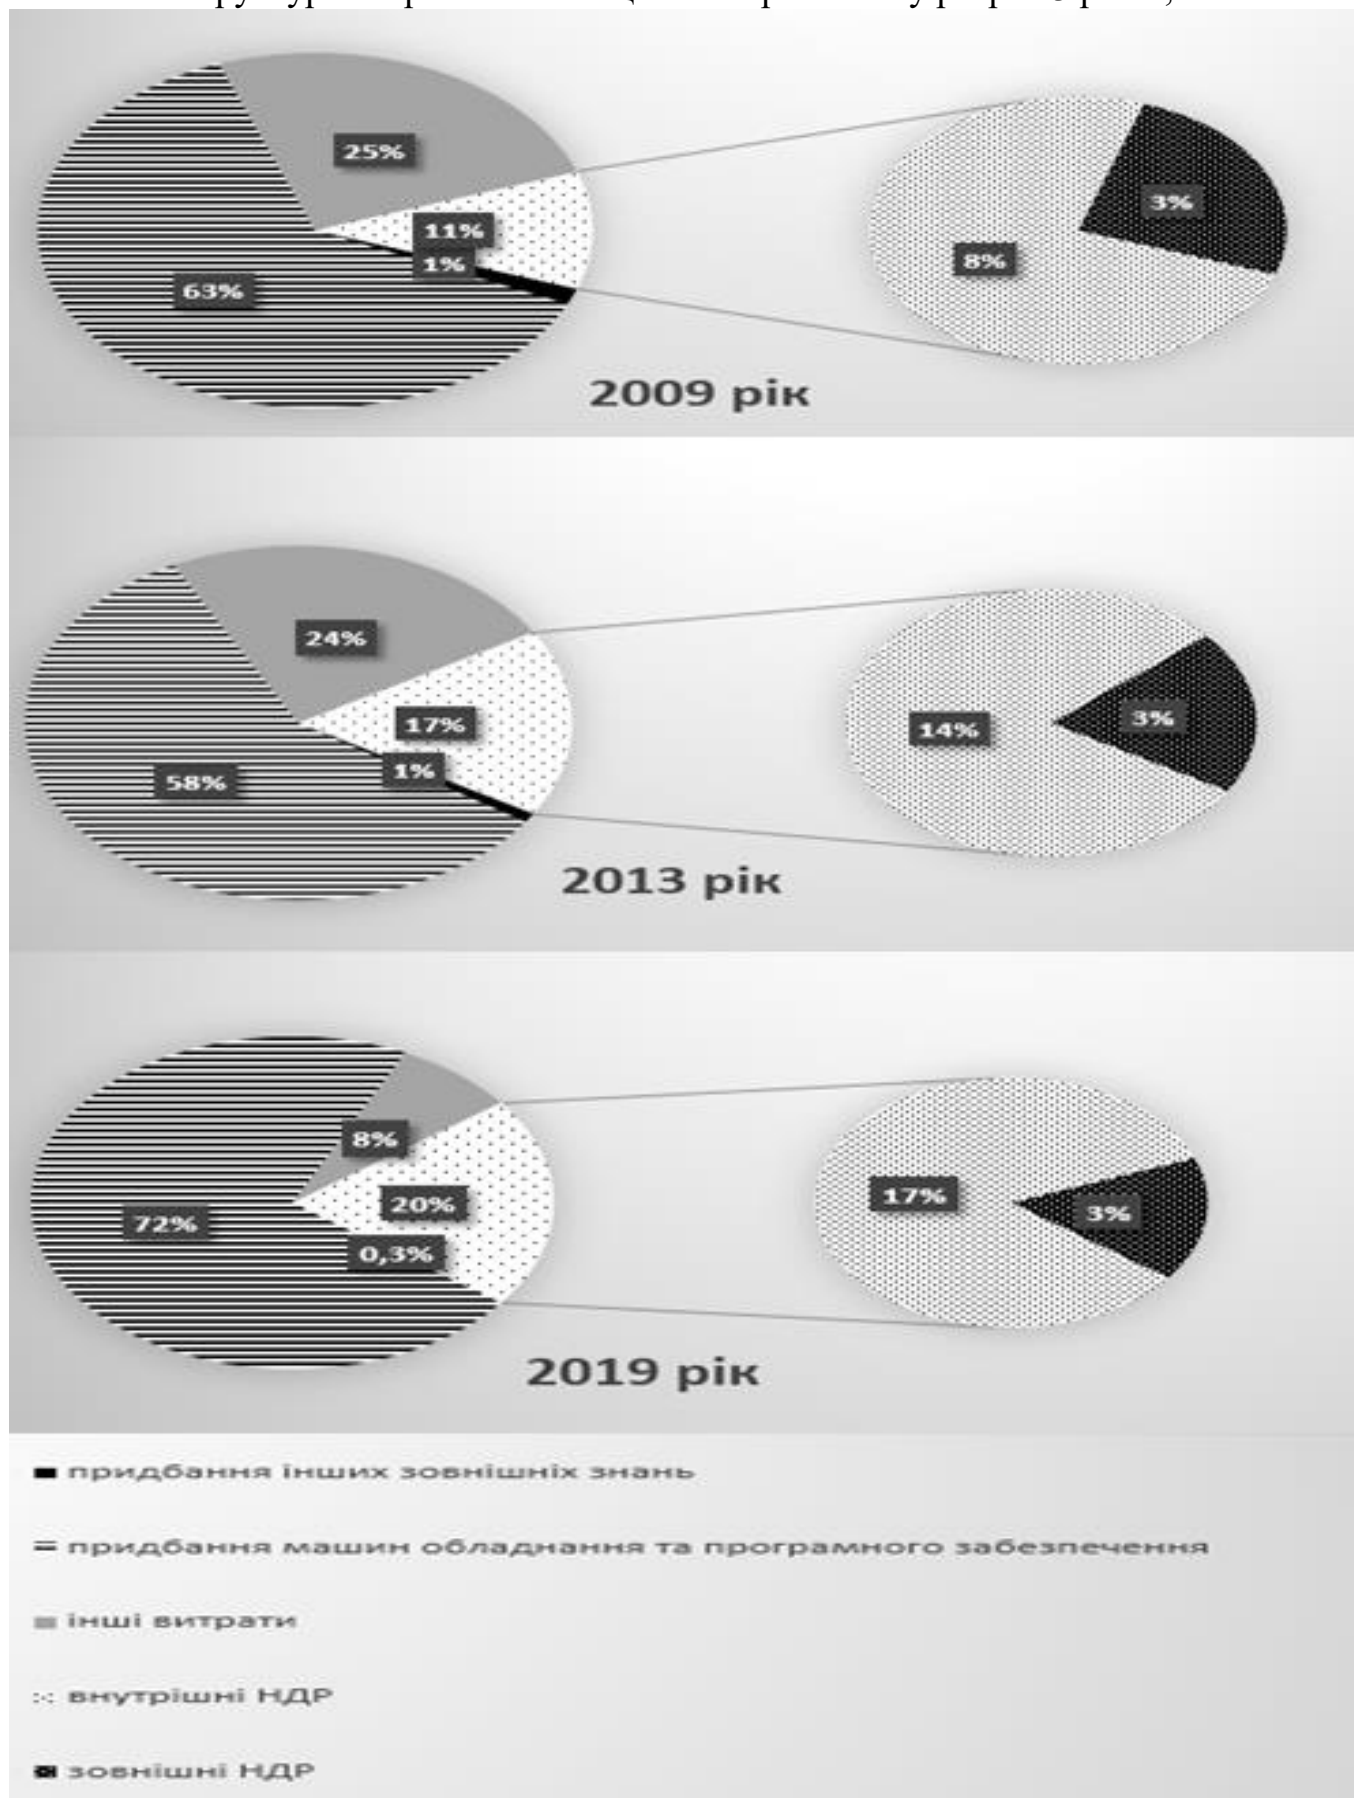 25%
11%
1%
63%
3%
8%
2009 рік
24%
17%
1%
58%
14%
3%
2013 рік
8%
20%
0,3%
72%
17%
3%
2019 рік
придбання інших зовнішніх знань
придбання машин обладнання та програмного забезпечення
інші витрати
внутрішні НДР
зовнішні НДР